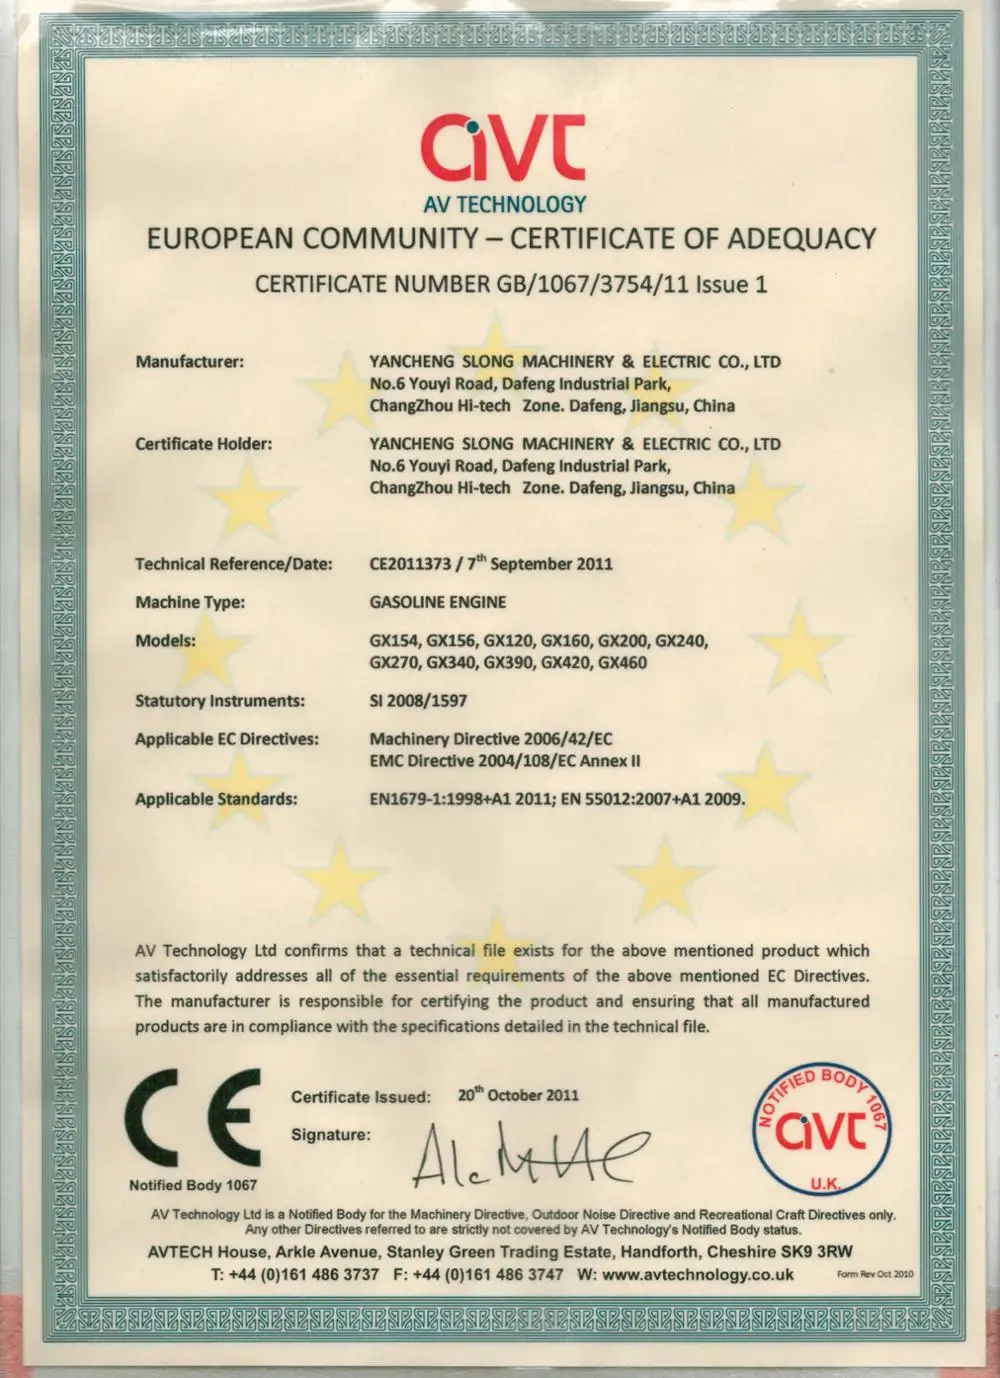 AVT
AV TECHNOLOGY
EUROPEAN COMMUNITY – CERTIFICATE OF ADEQUACY
CERTIFICATE NUMBER GB/1067/3754/11 Issue 1
Manufacturer: YANCHENG SLONG MACHINERY & ELECTRIC CO., LTD
No.6 Youyi Road, Dafeng Industrial Park,
ChangZhou Hi-tech Zone. Dafeng, Jiangsu, China
Certificate Holder: YANCHENG SLONG MACHINERY & ELECTRIC CO., LTD
No.6 Youyi Road, Dafeng Industrial Park,
ChangZhou Hi-tech Zone. Dafeng, Jiangsu, China
Technical Reference/Date: CE2011373 / 7th September 2011
Machine Type: GASOLINE ENGINE
Models: GX154, GX156, GX120, GX160, GX200, GX240,
GX270, GX340, GX390, GX420, GX460
Statutory Instruments: SI 2008/1597
Applicable EC Directives: Machinery Directive 2006/42/EC
EMC Directive 2004/108/EC Annex II
Applicable Standards: EN1679-1:1998+A1 2011; EN 55012:2007+A1 2009.
AV Technology Ltd confirms that a technical file exists for the above mentioned product which
satisfactorily addresses all of the essential requirements of the above mentioned EC Directives.
The manufacturer is responsible for certifying the product and ensuring that all manufactured
products are in compliance with the specifications detailed in the technical file.
CE
Notified Body 1067
Certificate Issued: 20th October 2011
Signature:
NOTIFIED BODY 1067
AVT
U.K.
AV Technology Ltd is a Notified Body for the Machinery Directive, Outdoor Noise Directive and Recreational Craft Directives only.
Any other Directives referred to are strictly not covered by AV Technology's Notified Body status.
AVTECH House, Arkle Avenue, Stanley Green Trading Estate, Handforth, Cheshire SK9 3RW
T: +44 (0)161 486 3737 F: +44 (0)161 486 3747 W: www.avtechnology.co.uk
Form Rev Oct 2010